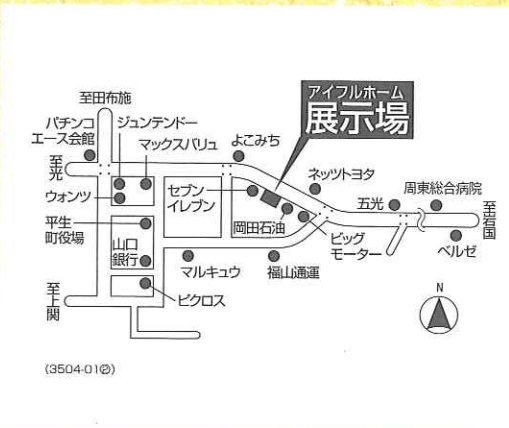 至田布施
アイフルホーム
展示場
パチンコ
エース会館
ジュンテンドー
マックスバリュ
よこみち
至光
ネッツトヨタ
ウォンツ
セブン
イレブン
五光
周東総合病院
至岩国
平生
町役場
岡田石油
ビッグ
モーター
山口
銀行
ベルゼ
マルキュウ
福山通運
至上関
ピクロス
N
(3504-01②)